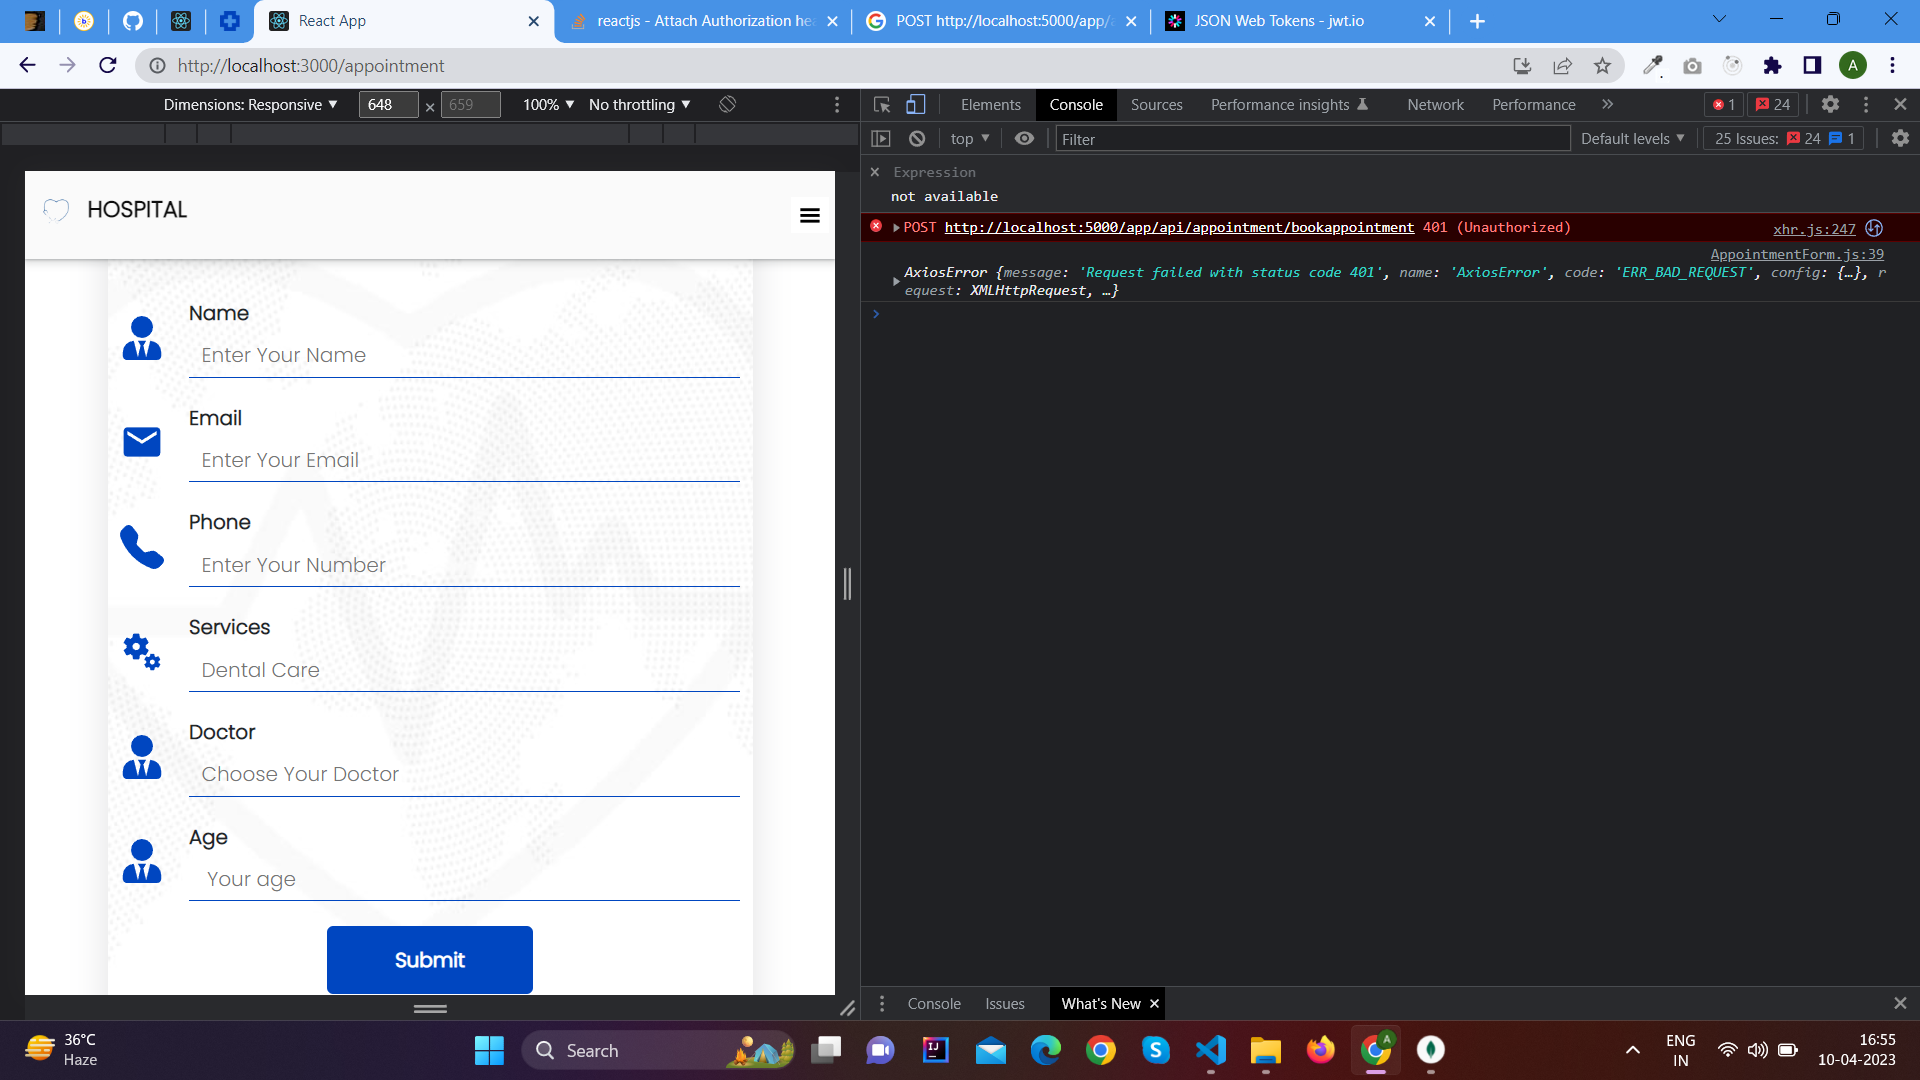 React App
reactjs - Attach Authorization he
POST http://localhost:5000/app/a
JSON Web Tokens - jwt.io
http://localhost:3000/appointment
A
Dimensions: Responsive ▼ 648 × 659 100% ▼ No throttling ▼
Elements Console Sources Performance insights Network Performance » 1 24
top ▼ Filter Default levels ▼ 25 Issues: 24 1
HOSPITAL
Name
Enter Your Name
Email
Enter Your Email
Phone
Enter Your Number
Services
Dental Care
Doctor
Choose Your Doctor
Age
Your age
Submit
Expression
not available
POST http://localhost:5000/app/api/appointment/bookappointment 401 (Unauthorized) xhr.js:247
AppointmentForm.js:39
AxiosError {message: 'Request failed with status code 401', name: 'AxiosError', code: 'ERR_BAD_REQUEST', config: {…}, r
equest: XMLHttpRequest, …}
Console Issues What's New
36°C
Haze
Search
IJ
S
A
ENG
IN
16:55
10-04-2023